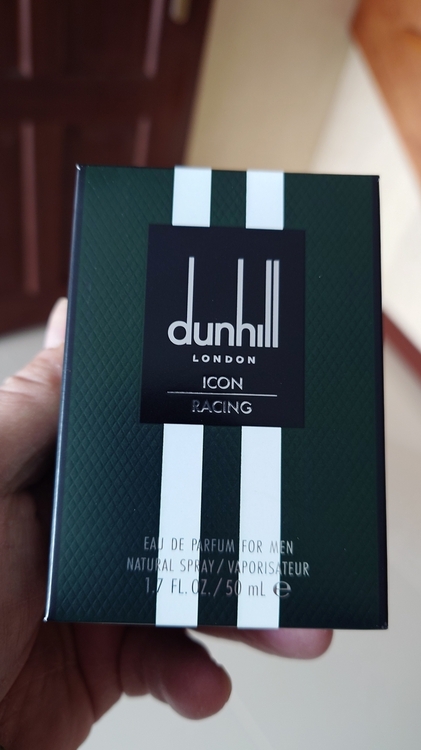 dunhill
LONDON
ICON
RACING
EAU DE PARFUM FOR MEN
NATURAL SPRAY / VAPORISATEUR
1.7 FL. OZ. / 50 mL ℮